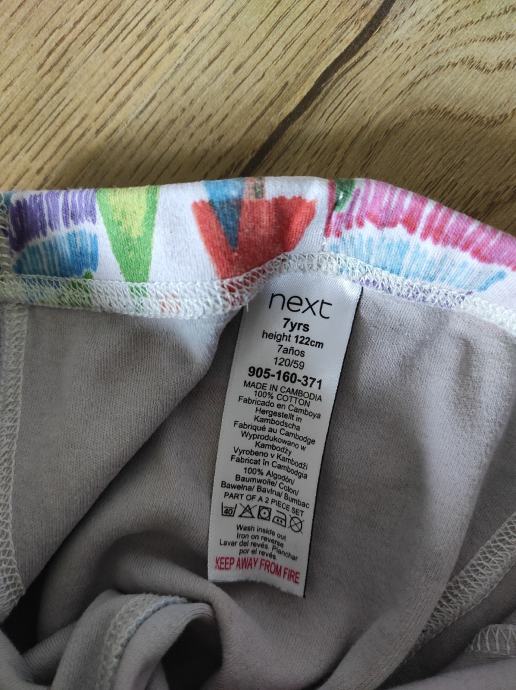 next
7yrs
height 122cm
7años
120/59
905-160-371
MADE IN CAMBODIA
100% COTTON
Fabricado en Camboya
Hergestellt in
Kambodscha
Fabriqué au Cambodge
Wyprodukowano w
Kambodży
Vyrobeno v Kambodži
Fabricat în Cambodgia
100% Algodón/
Baumwolle/ Coton/
Bawełna/ Bavlna/ Bumbac
PART OF A 2 PIECE SET
40
Wash inside out
Iron on reverse
Lavar del revés. Planchar
por el revés.
KEEP AWAY FROM FIRE